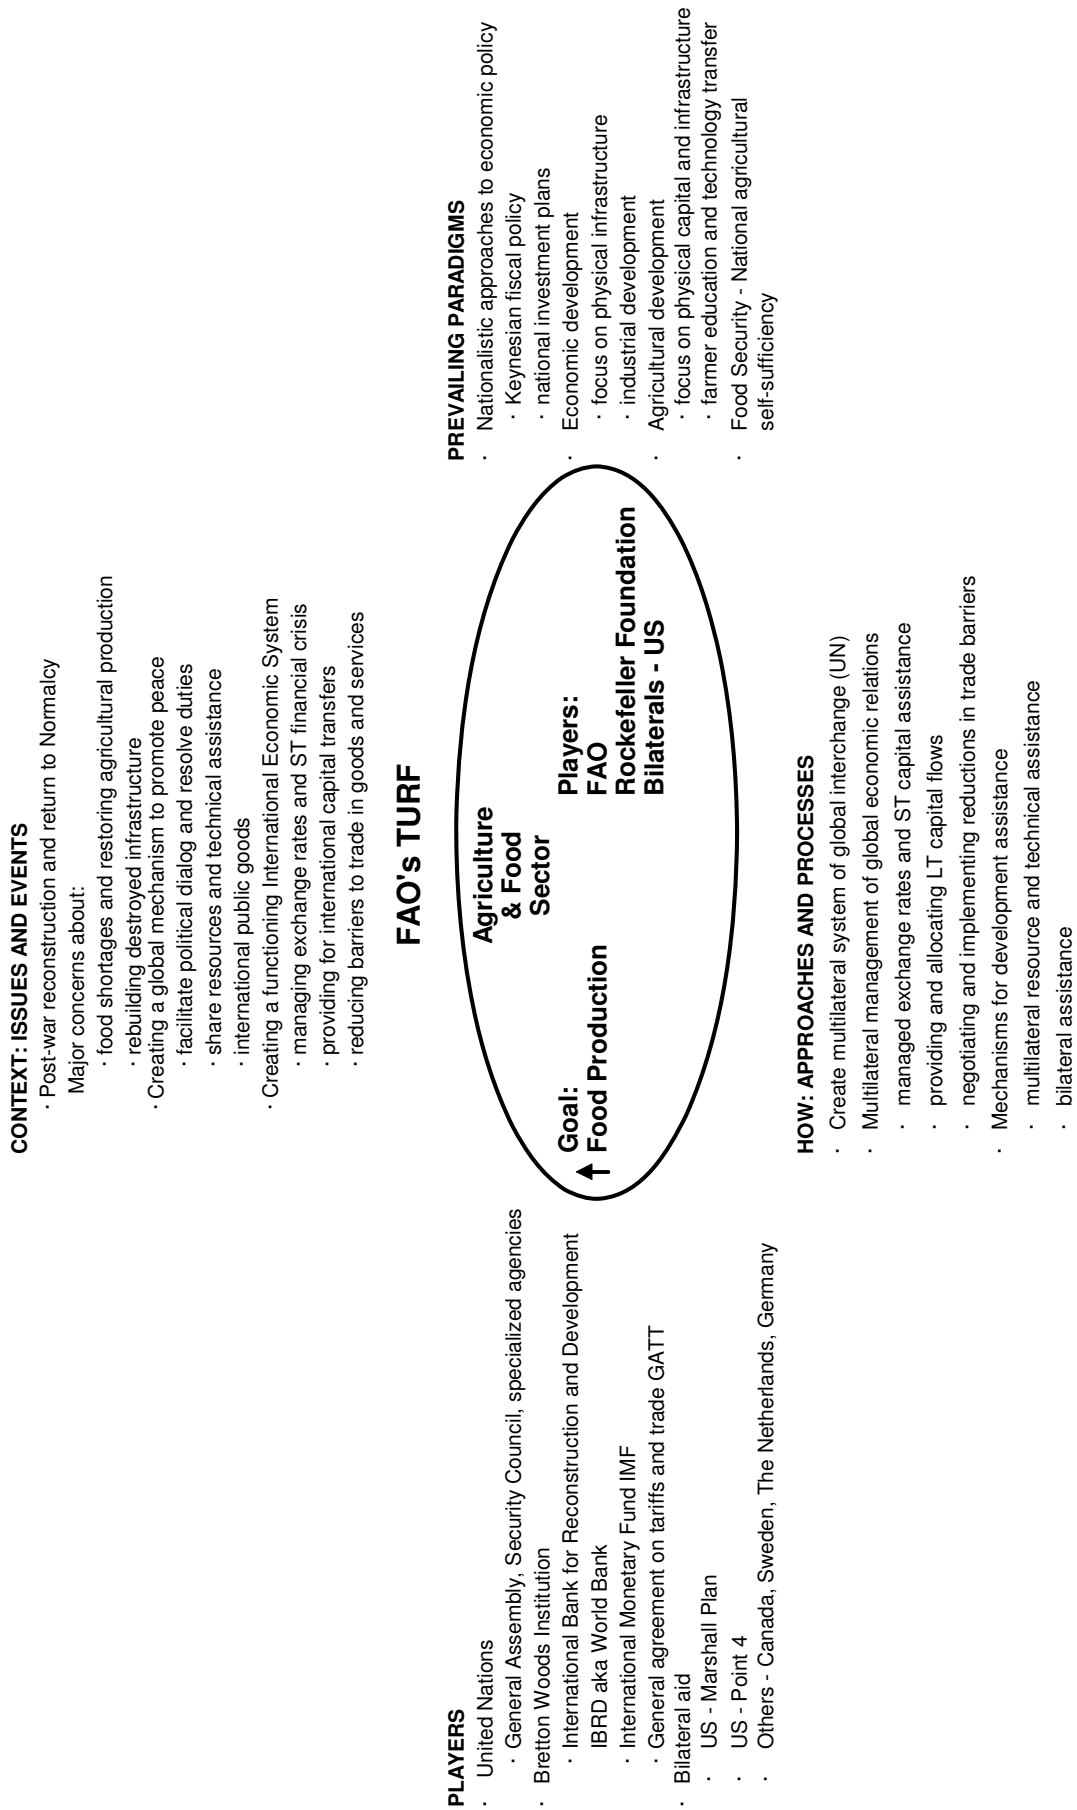 CONTEXT: ISSUES AND EVENTS
· Post-war reconstruction and return to Normalcy
Major concerns about:
· food shortages and restoring agricultural production
· rebuilding destroyed infrastructure
· Creating a global mechanism to promote peace
· facilitate political dialog and resolve duties
· share resources and technical assistance
· international public goods
· Creating a functioning International Economic System
· managing exchange rates and ST financial crisis
· providing for international capital transfers
· reducing barriers to trade in goods and services
PLAYERS
· United Nations
· General Assembly, Security Council, specialized agencies
· Bretton Woods Institution
· International Bank for Reconstruction and Development
IBRD aka World Bank
· International Monetary Fund IMF
· General agreement on tariffs and trade GATT
· Bilateral aid
· US - Marshall Plan
· US - Point 4
· Others - Canada, Sweden, The Netherlands, Germany
FAO's TURF
Agriculture
& Food
Sector
Goal:
Food Production
Players:
FAO
Rockefeller Foundation
Bilaterals - US
PREVAILING PARADIGMS
· Nationalistic approaches to economic policy
· Keynesian fiscal policy
· national investment plans
· Economic development
· focus on physical infrastructure
· industrial development
· Agricultural development
· focus on physical capital and infrastructure
· farmer education and technology transfer
· Food Security - National agricultural
self-sufficiency
HOW: APPROACHES AND PROCESSES
· Create multilateral system of global interchange (UN)
· Multilateral management of global economic relations
· managed exchange rates and ST capital assistance
· providing and allocating LT capital flows
· negotiating and implementing reductions in trade barriers
· Mechanisms for development assistance
· multilateral resource and technical assistance
· bilateral assistance